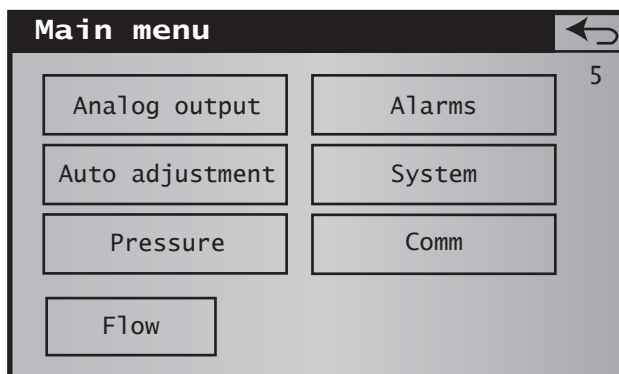 Main menu
5
Analog output
Alarms
Auto adjustment
System
Pressure
Comm
Flow